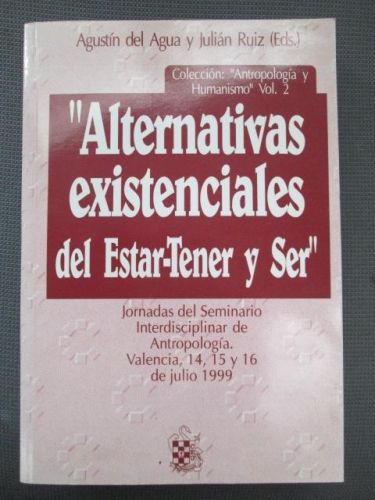 Agustín del Agua y Julián Ruiz (Eds.)
Colección: "Antropología y
Humanismo" Vol. 2
"Alternativas
existenciales
del Estar-Tener y Ser"
Jornadas del Seminario
Interdisciplinar de
Antropología.
Valencia, 14, 15 y 16
de julio 1999